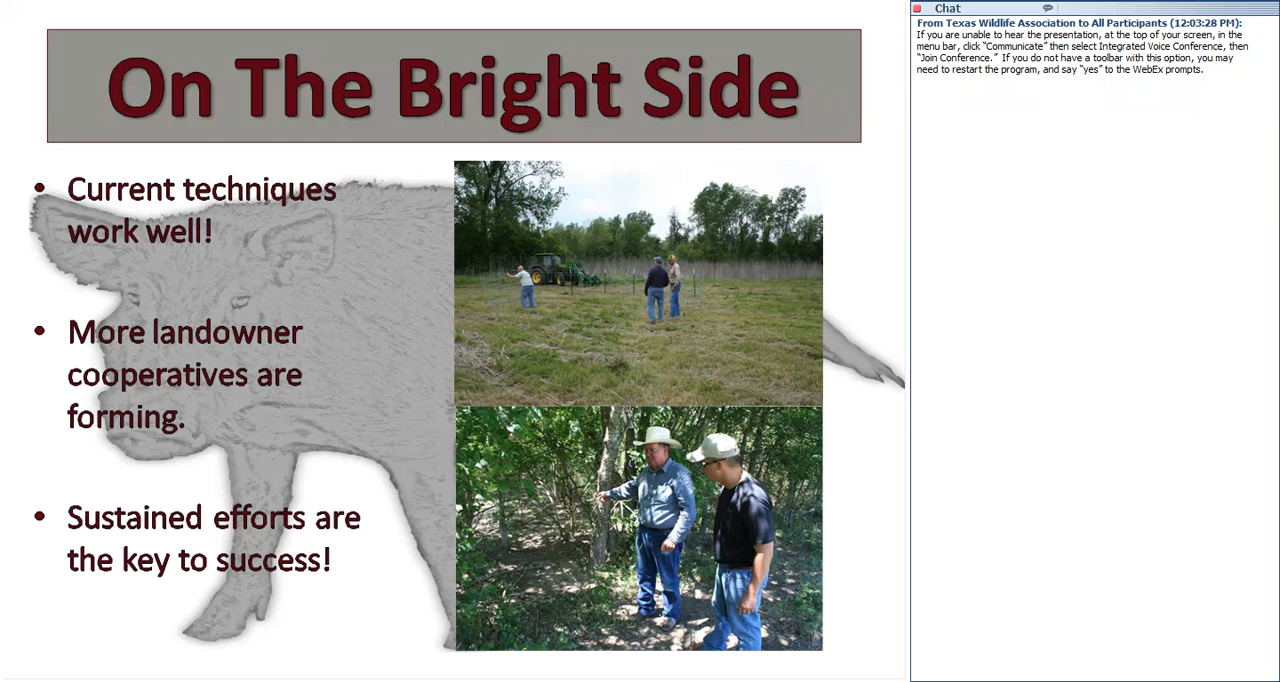 On The Bright Side
• Current techniques
work well!
• More landowner
cooperatives are
forming.
• Sustained efforts are
the key to success!
Chat
From Texas Wildlife Association to All Participants (12:03:28 PM):
If you are unable to hear the presentation, at the top of your screen, in the
menu bar, click “Communicate” then select Integrated Voice Conference, then
“Join Conference.”  If you do not have a toolbar with this option, you may
need to restart the program, and say “yes” to the WebEx prompts.